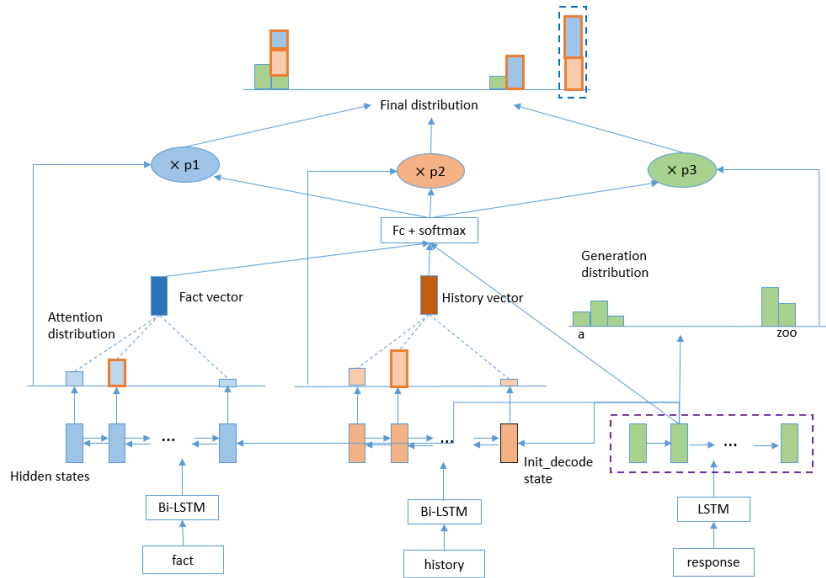 Final distribution
× p1
× p2
× p3
Fc + softmax
Generation
distribution
Fact vector
History vector
Attention
distribution
a
zoo
...
...
...
Hidden states
Init_decode
state
Bi-LSTM
Bi-LSTM
LSTM
fact
history
response